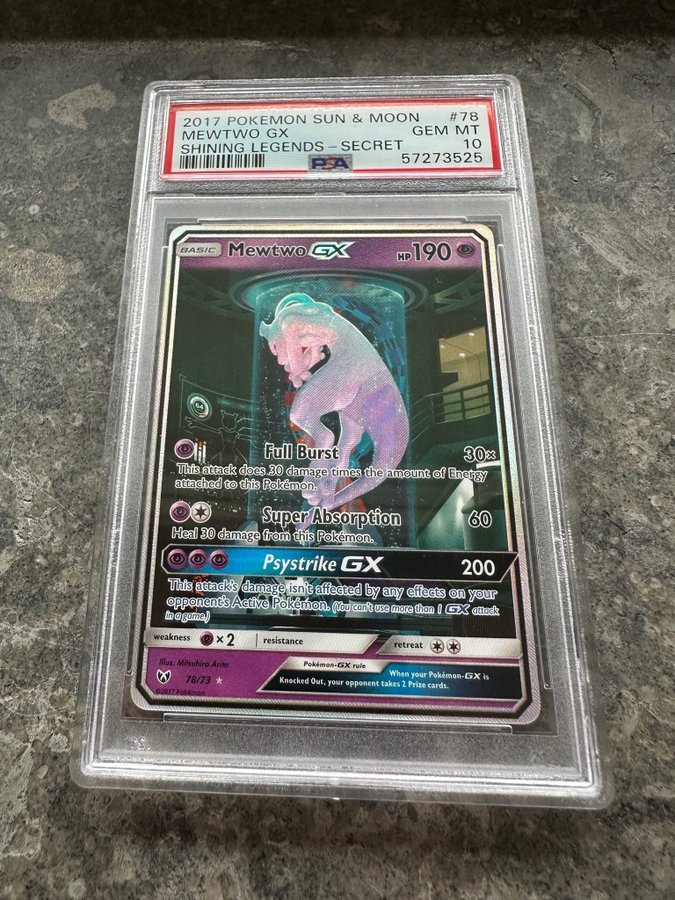 2017 POKEMON SUN & MOON #78
MEWTWO GX GEM MT
SHINING LEGENDS – SECRET 10
PSA 57273525
BASIC Mewtwo GX HP 190
64
Full Burst 30×
This attack does 30 damage times the amount of Energy
attached to this Pokémon.
Super Absorption 60
Heal 30 damage from this Pokémon.
Psystrike GX 200
This attack's damage isn't affected by any effects on your
opponent's Active Pokémon. (You can't use more than 1 GX attack
in a game.)
weakness ×2 resistance retreat
Illus. Mitsuhiro Arita
78/73
©2017 Pokémon
Pokémon-GX rule
When your Pokémon-GX is
Knocked Out, your opponent takes 2 Prize cards.